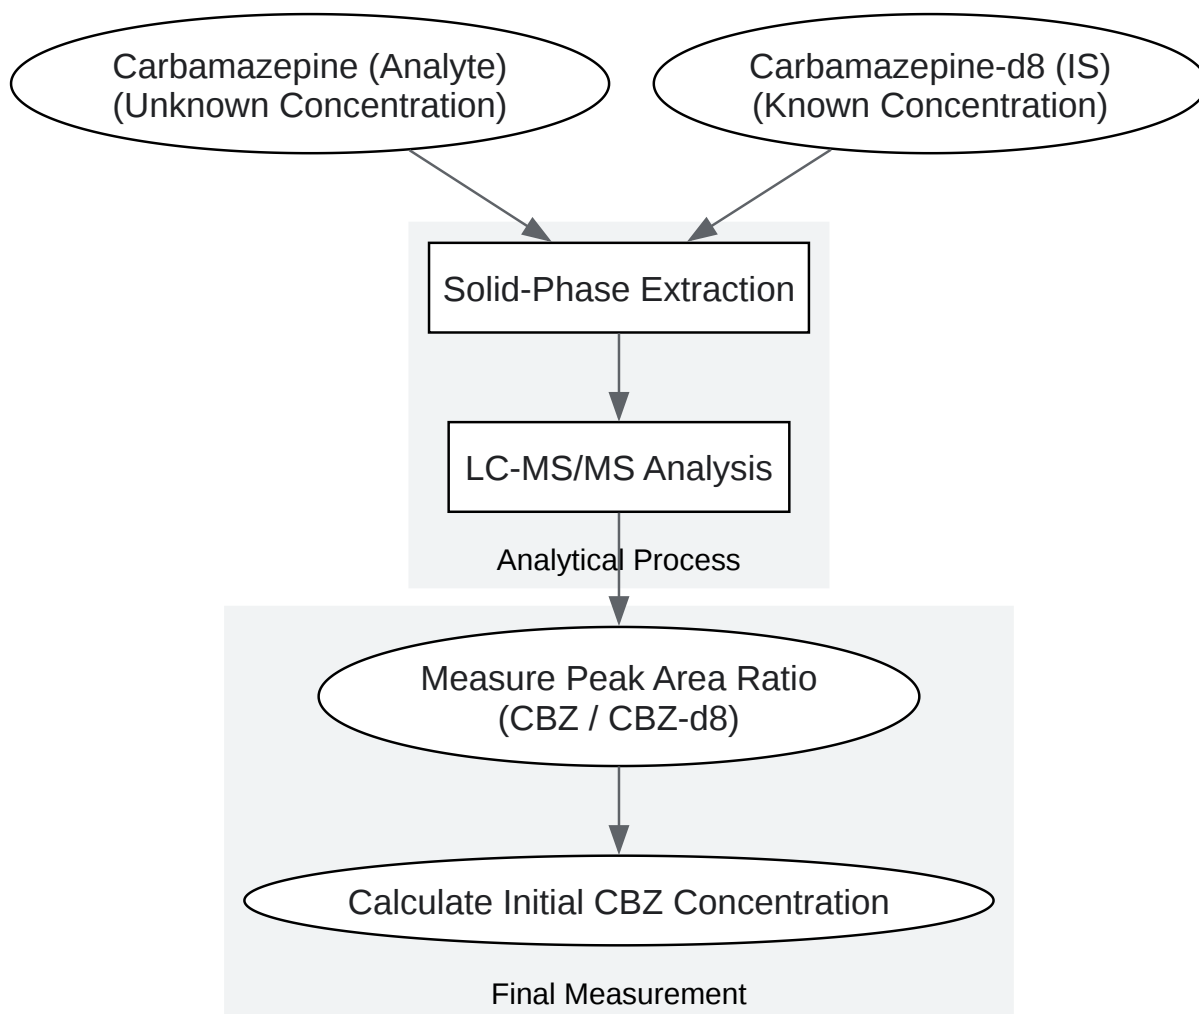 Carbamazepine (Analyte)
(Unknown Concentration)
Carbamazepine-d8 (IS)
(Known Concentration)
Solid-Phase Extraction
LC-MS/MS Analysis
Analytical Process
Measure Peak Area Ratio
(CBZ / CBZ-d8)
Calculate Initial CBZ Concentration
Final Measurement